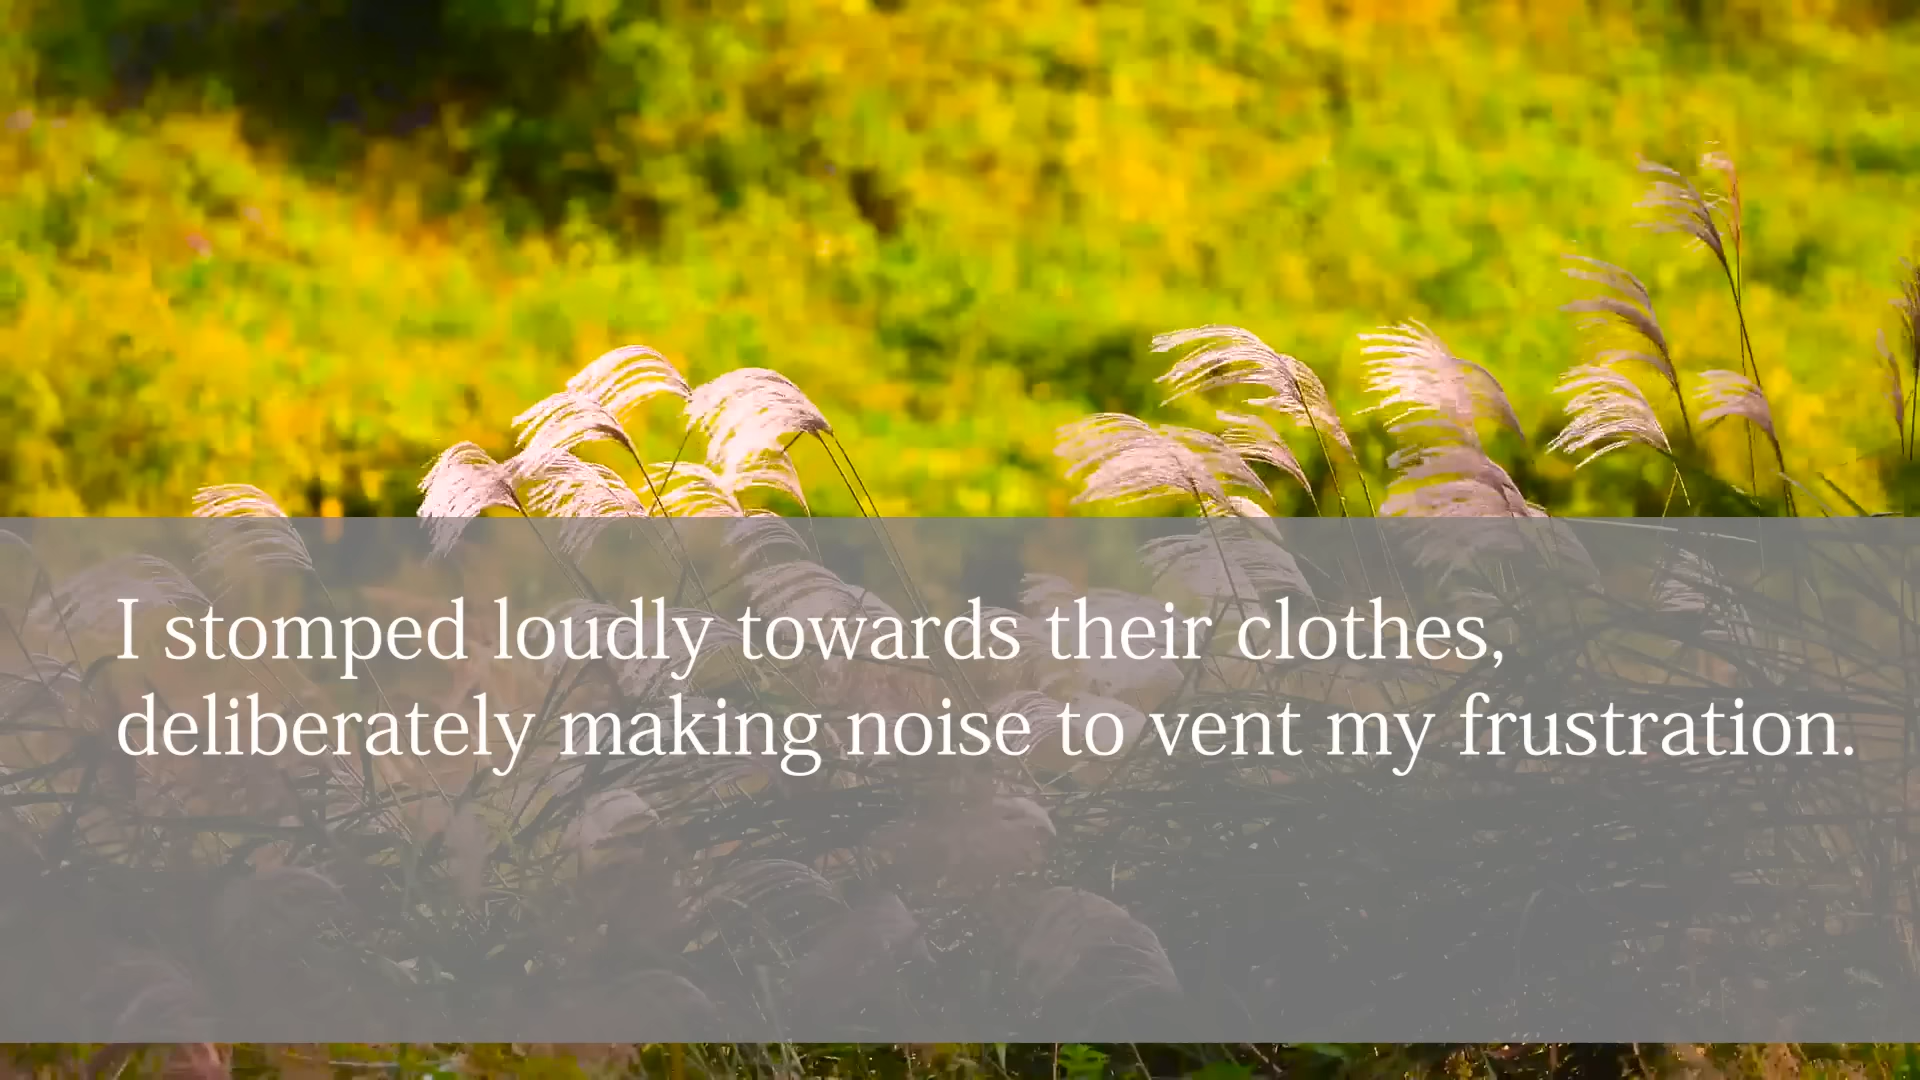 I stomped loudly towards their clothes,
deliberately making noise to vent my frustration.